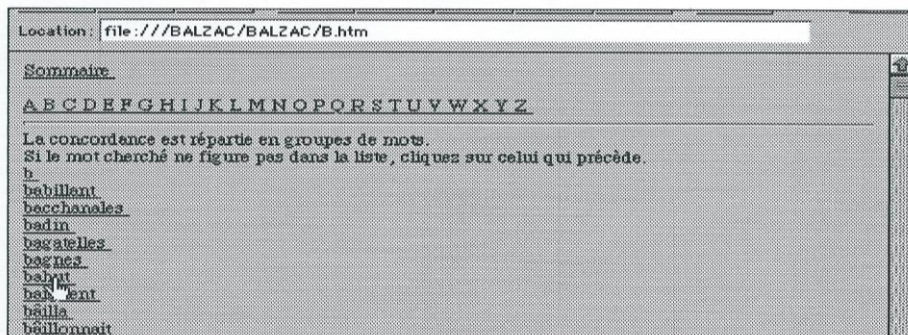 Location: file:///BALZAC/BALZAC/B.htm
Sommaire
A B C D E F G H I J K L M N O P Q R S T U V W X Y Z
La concordance est répartie en groupes de mots.
Si le mot cherché ne figure pas dans la liste, cliquez sur celui qui précède.
b
babillant
bacchanales
badin
bagatelles
bagnes
bahut
bâilla
bâillonnait